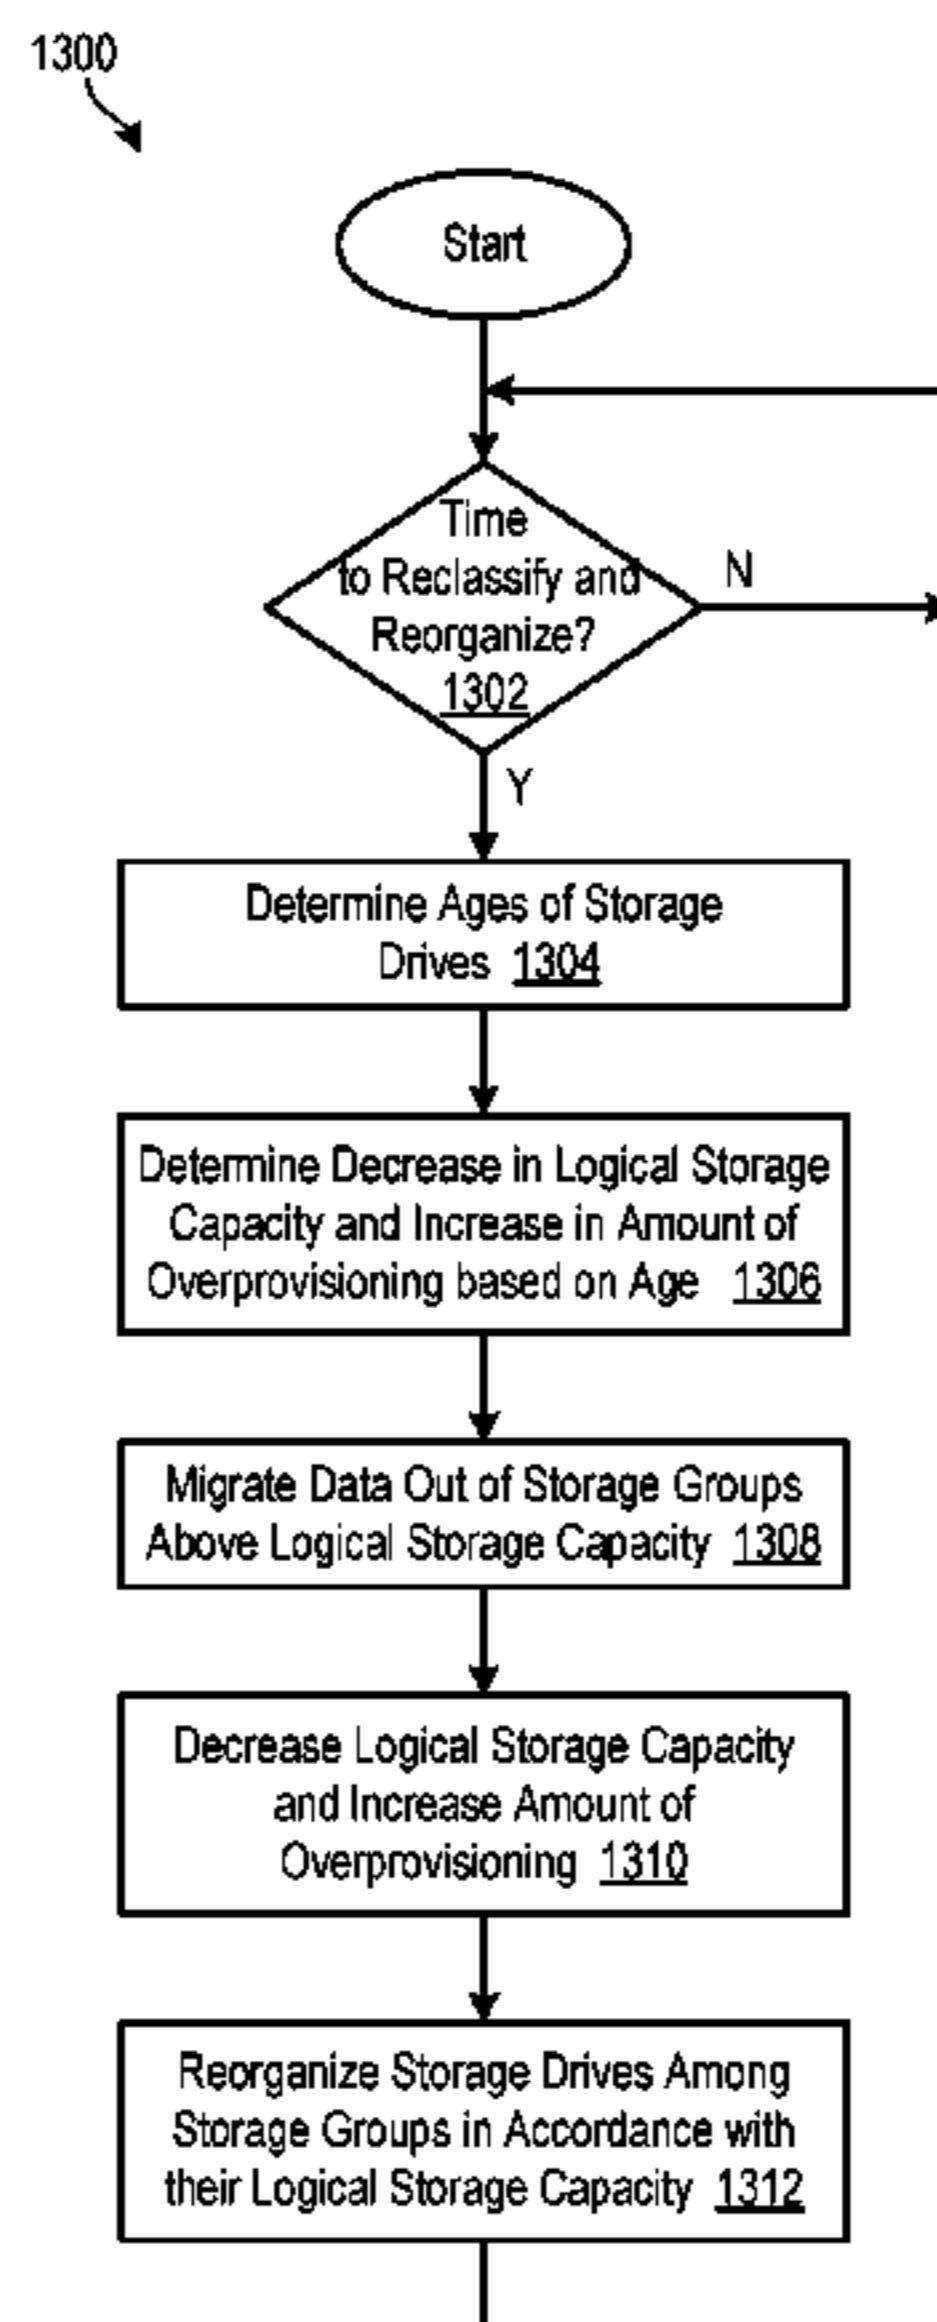 1300
Start
Time
to Reclassify and
Reorganize?
1302
N
Y
Determine Ages of Storage
Drives 1304
Determine Decrease in Logical Storage
Capacity and Increase in Amount of
Overprovisioning based on Age 1306
Migrate Data Out of Storage Groups
Above Logical Storage Capacity 1308
Decrease Logical Storage Capacity
and Increase Amount of
Overprovisioning 1310
Reorganize Storage Drives Among
Storage Groups in Accordance with
their Logical Storage Capacity 1312